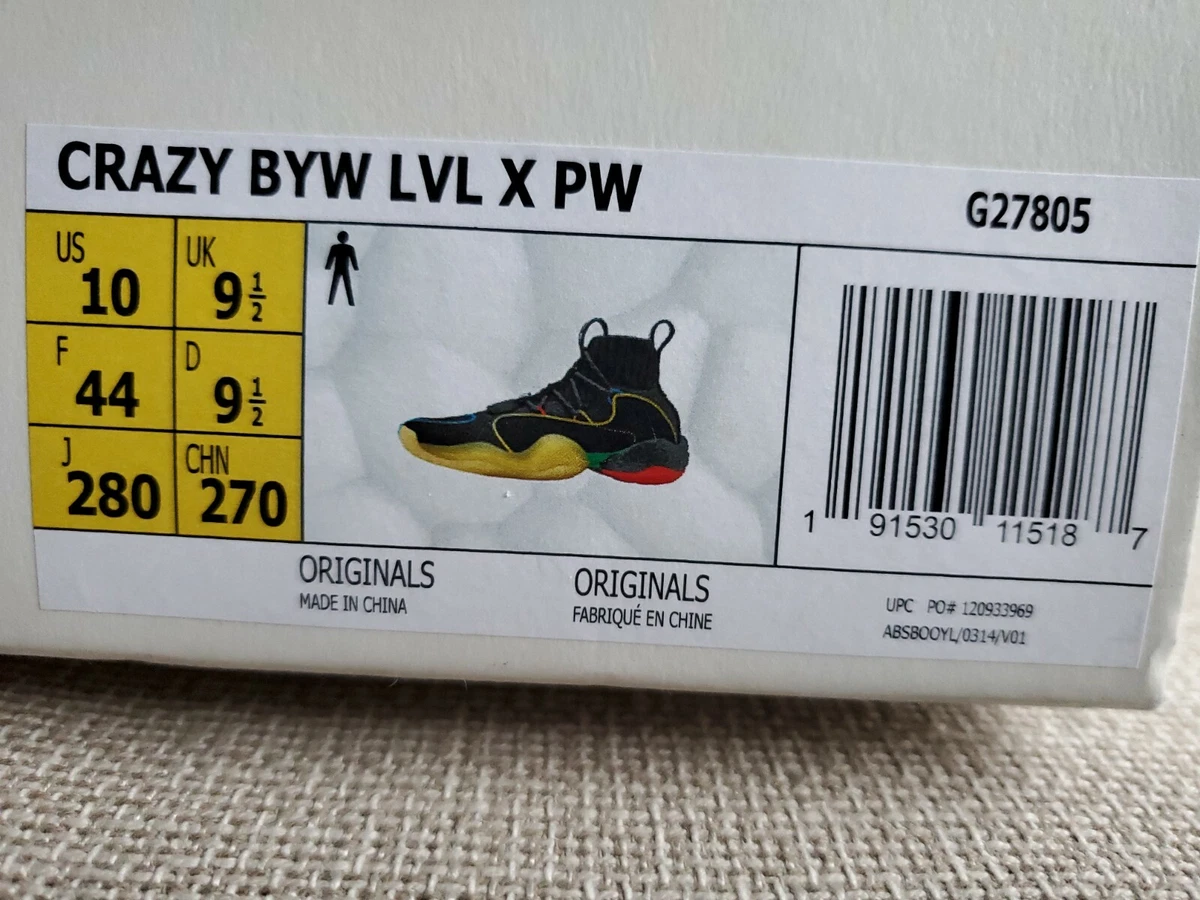 CRAZY BYW LVL X PW
G27805
US 10
UK 9 1/2
F 44
D 9 1/2
J 280
CHN 270
1 91530 11518 7
ORIGINALS
MADE IN CHINA
ORIGINALS
FABRIQUÉ EN CHINE
UPC PO# 120933969
ABSBOOYL/0314/V01